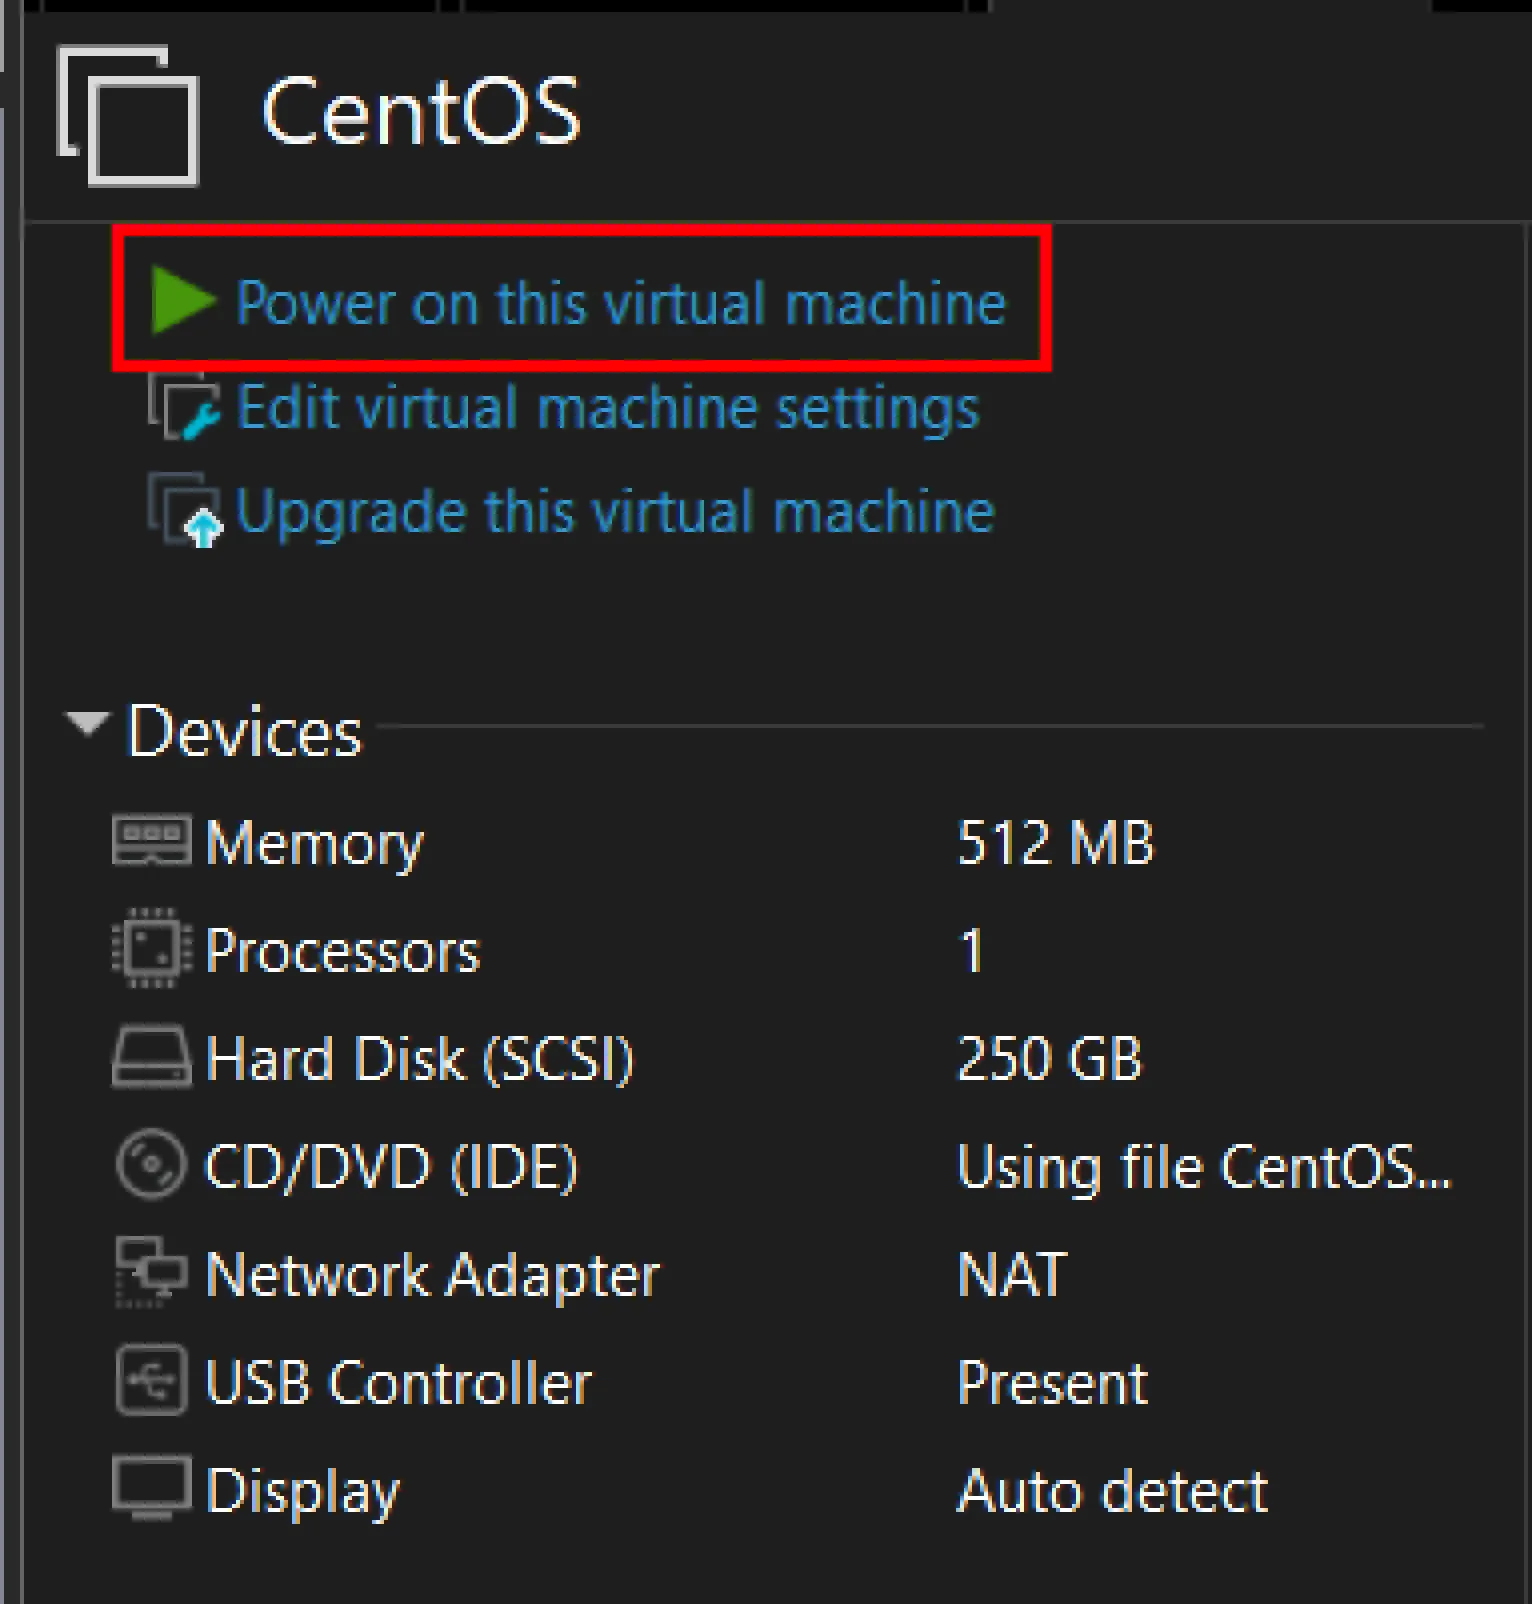 CentOS
Power on this virtual machine
Edit virtual machine settings
Upgrade this virtual machine
Devices
Memory 512 MB
Processors 1
Hard Disk (SCSI) 250 GB
CD/DVD (IDE) Using file CentOS...
Network Adapter NAT
USB Controller Present
Display Auto detect